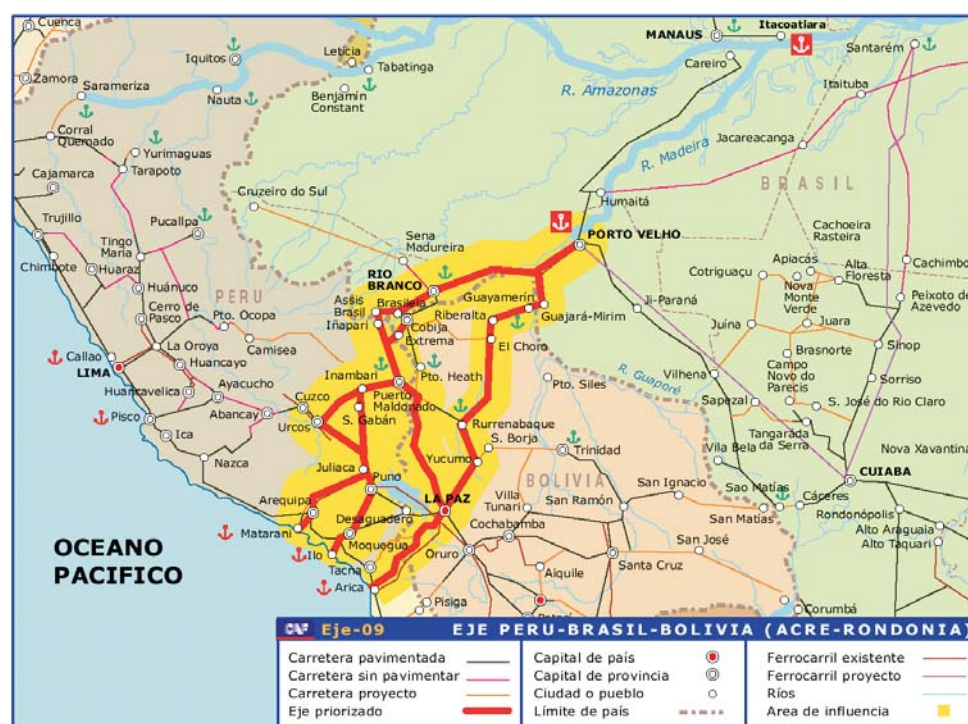 Cuenca
Zamora
Sarameriza
Iquitos
Nauta
Leticia
Tabatinga
Benjamín
Constant
MANAUS
Itacoatiara
Careiro
Santarém
Itaituba
R. Amazonas
Jacareacanga
R. Madeira
BRASIL
Corral
Quemado
Yurimaguas
Tarapoto
Cajamarca
Trujillo
Pucallpa
Tingo
Maria
Chimbote
Huaraz
Huánuco
PERU
Cerro de
Pasco
Pto. Ocopa
La Oroya
Camisea
Callao
LIMA
Huancayo
Huancavelica
Ayacucho
Pisco
Abancay
Ica
Nazca
Cruzeiro do Sul
Sena
Madureira
RIO
BRANCO
Humaitá
PORTO VELHO
Assis
Brasil
Brasileia
Iñapari
Cobija
Extrema
Guayamerín
Riberalta
Guajará-Mirim
El Choro
Inambari
Pto. Heath
Puerto
Maldonado
Cuzco
S. Gabán
Urcos
Juliaca
Puno
Rurrenabaque
S. Borja
Yucumo
Trinidad
Pto. Siles
R. Guaporé
BOLIVIA
LA PAZ
Arequipa
Desaguadero
Matarani
Moquegua
Ilo
Tacna
Arica
Villa
Tunari
San Ramón
San Ignacio
Cochabamba
Oruro
Aiquile
Santa Cruz
San José
San Matías
Sao Matías
Pisiga
Corumbá
Ji-Paraná
Vilhena
Cachoeira
Rasteira
Cotriguaçu
Apiacás
Alta
Floresta
Nova
Monte
Verde
Cachimbo
Peixoto de
Azevedo
Juína
Juara
Brasnorte
Sinop
Campo
Novo do
Parecis
Sorriso
Sapezal
S. José do Rio Claro
Tangarada
da Serra
Vila Bela
Nova Xavantina
CUIABA
Cáceres
Rondonópolis
Alto Araguaia
Alto Taquari
OCEANO
PACIFICO
CAF Eje-09 EJE PERU-BRASIL-BOLIVIA (ACRE-RONDONIA)
Carretera pavimentada
Carretera sin pavimentar
Carretera proyecto
Eje priorizado
Capital de país
Capital de provincia
Ciudad o pueblo
Límite de país
Ferrocarril existente
Ferrocarril proyecto
Ríos
Area de influencia